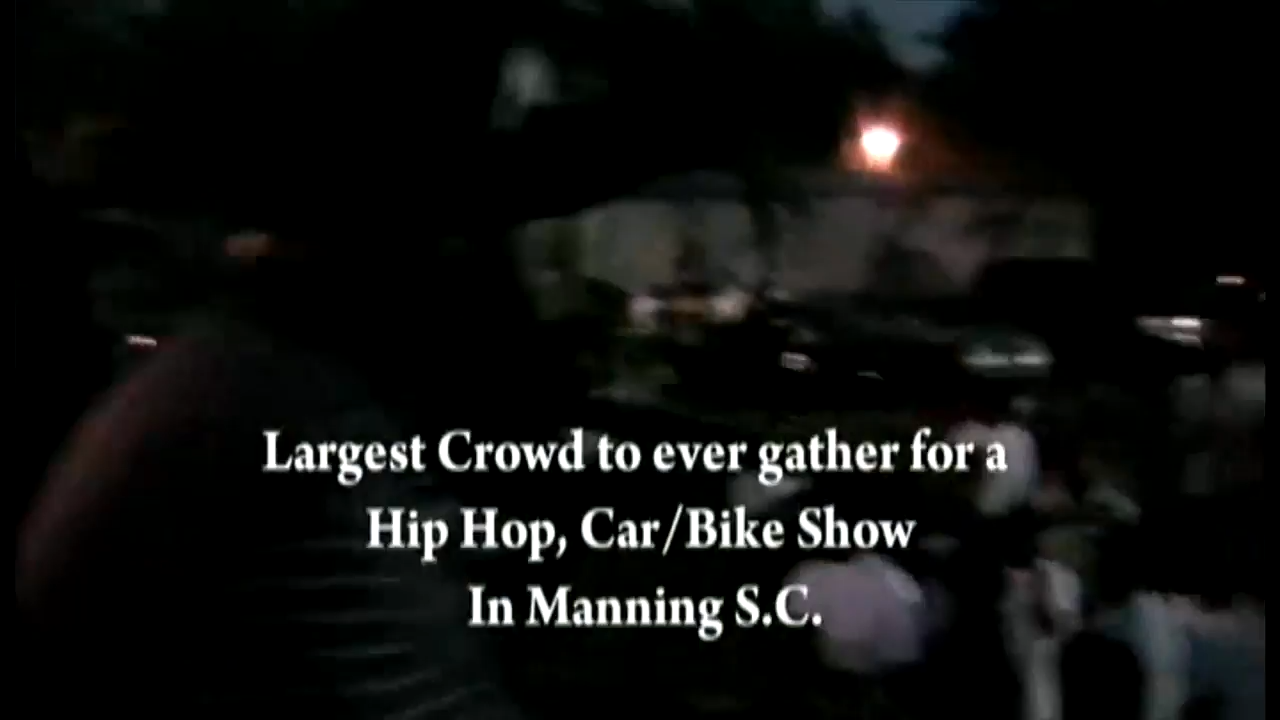 Largest Crowd to ever gather for a
Hip Hop, Car/Bike Show
In Manning S.C.